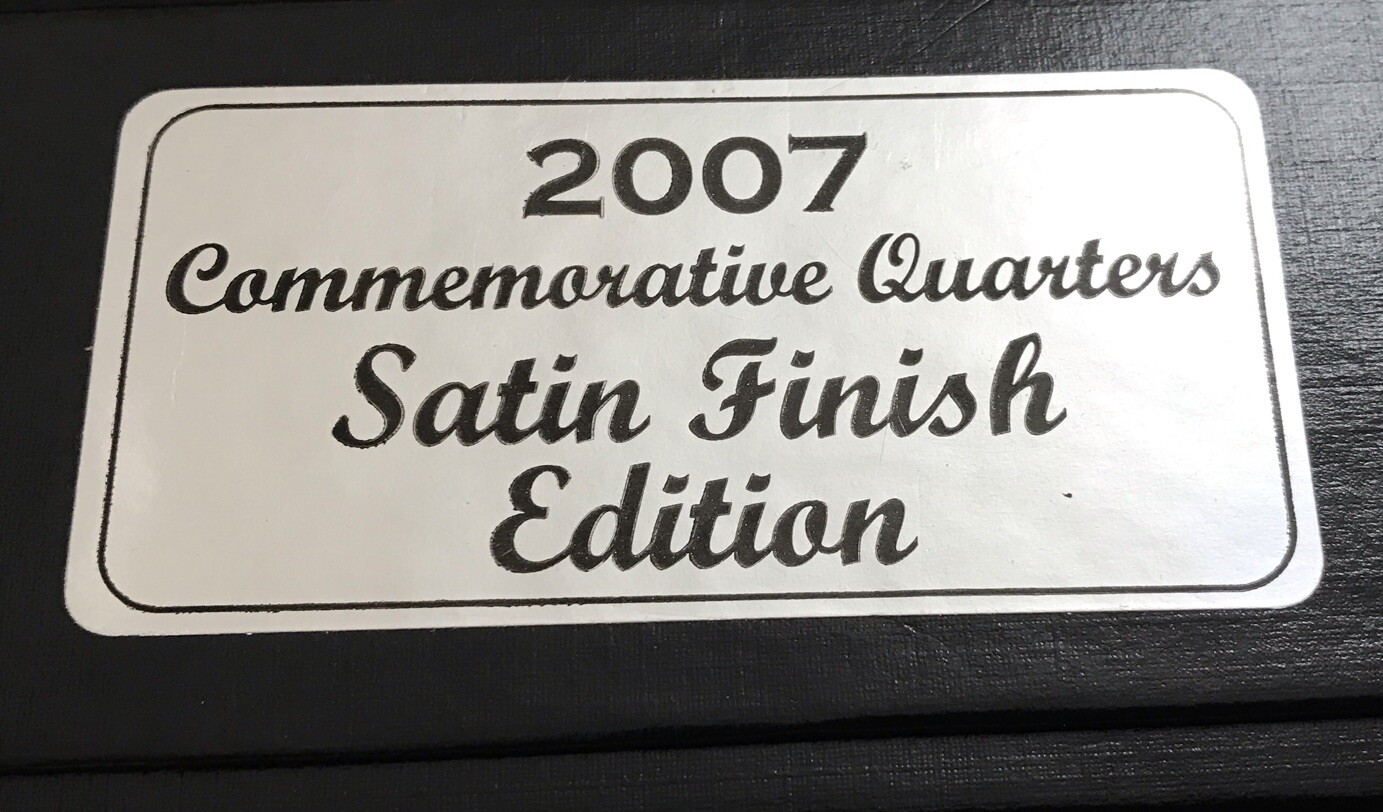 2007
Commemorative Quarters
Satin Finish
Edition